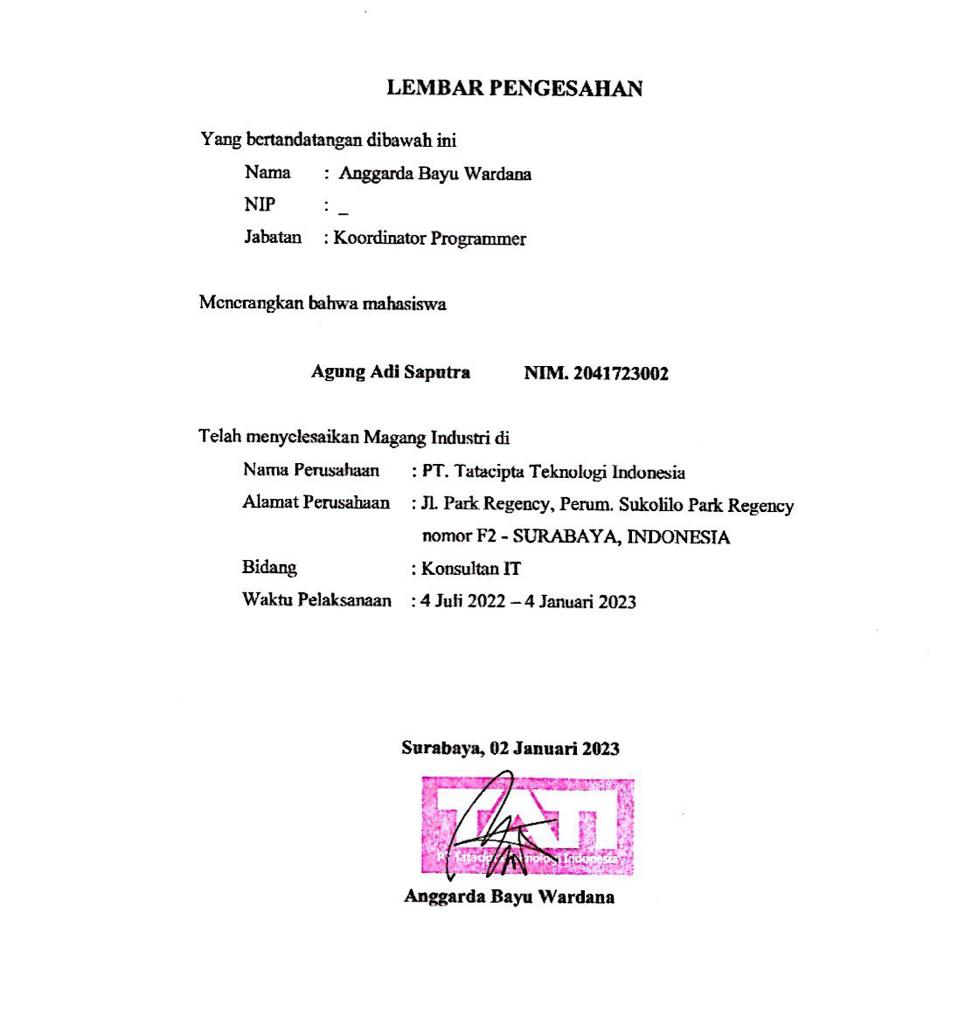 LEMBAR PENGESAHAN
Yang bertandatangan dibawah ini
Nama : Anggarda Bayu Wardana
NIP : _
Jabatan : Koordinator Programmer
Menerangkan bahwa mahasiswa
Agung Adi Saputra NIM. 2041723002
Telah menyelesaikan Magang Industri di
Nama Perusahaan : PT. Tatacipta Teknologi Indonesia
Alamat Perusahaan : Jl. Park Regency, Perum. Sukolilo Park Regency
nomor F2 - SURABAYA, INDONESIA
Bidang : Konsultan IT
Waktu Pelaksanaan : 4 Juli 2022 – 4 Januari 2023
Surabaya, 02 Januari 2023
TATI
PT Tatacipta Teknologi Indonesia
Anggarda Bayu Wardana